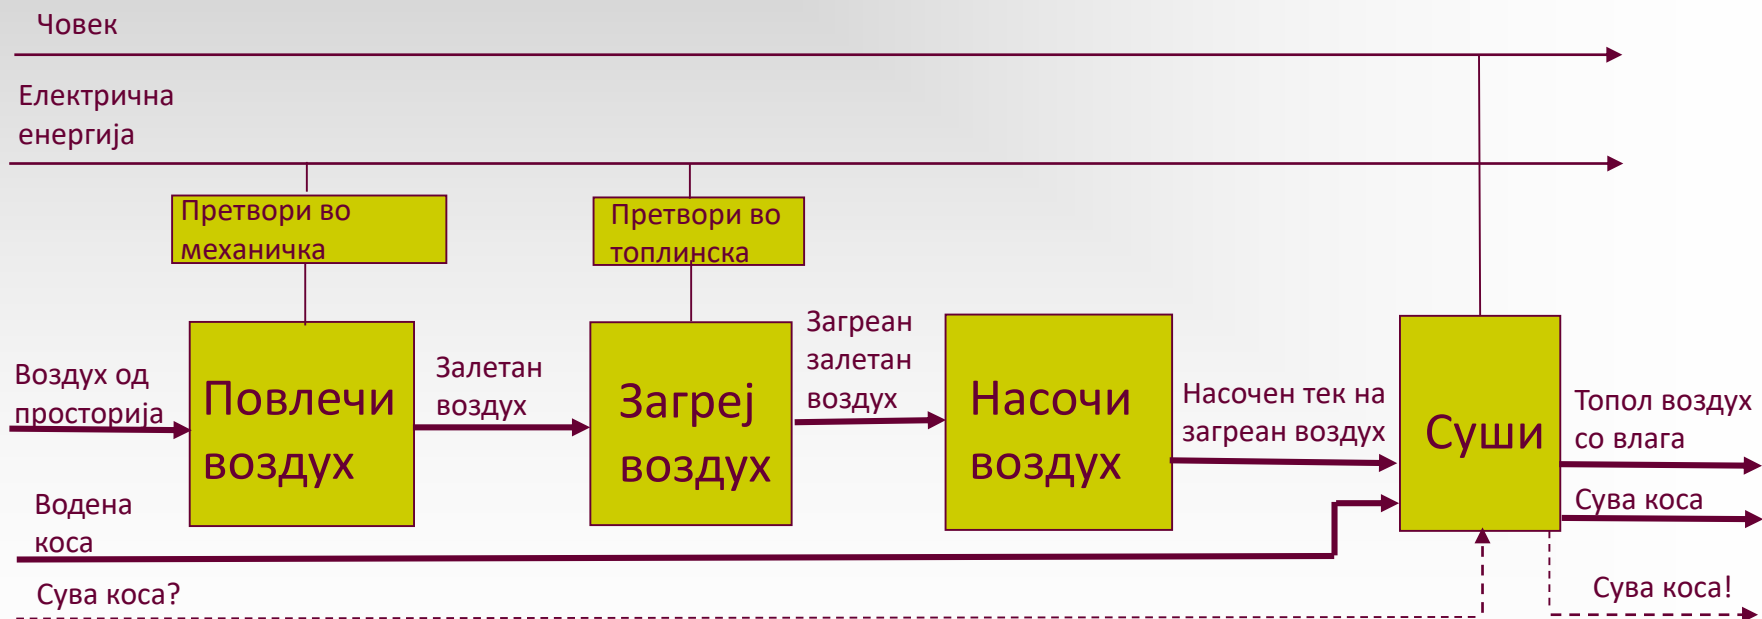 Човек
Електрична
енергија
Претвори во
механичка
Претвори во
топлинска
Воздух од
просторија
Повлечи
воздух
Залетан
воздух
Загреј
воздух
Загреан
залетан
воздух
Насочи
воздух
Насочен тек на
загреан воздух
Суши
Топол воздух
со влага
Сува коса
Водена
коса
Сува коса?
Сува коса!